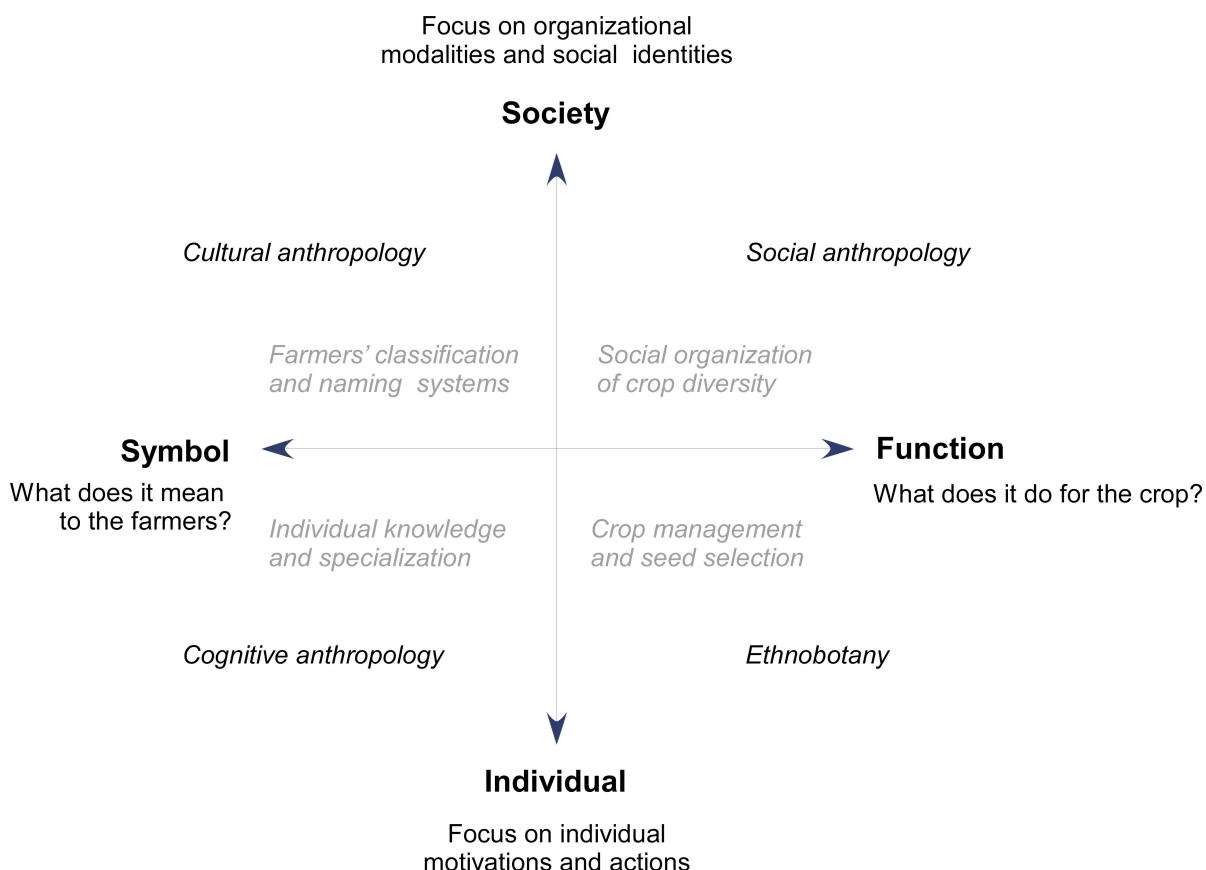 Focus on organizational
modalities and social identities
Society
Cultural anthropology
Social anthropology
Farmers’ classification
and naming systems
Social organization
of crop diversity
Symbol
What does it mean
to the farmers?
Function
What does it do for the crop?
Individual knowledge
and specialization
Crop management
and seed selection
Cognitive anthropology
Ethnobotany
Individual
Focus on individual
motivations and actions